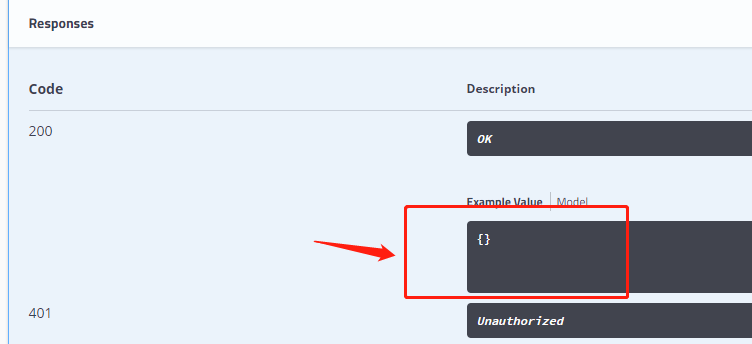 Responses
Code Description
200 OK
Example Value Model
{}
401 Unauthorized